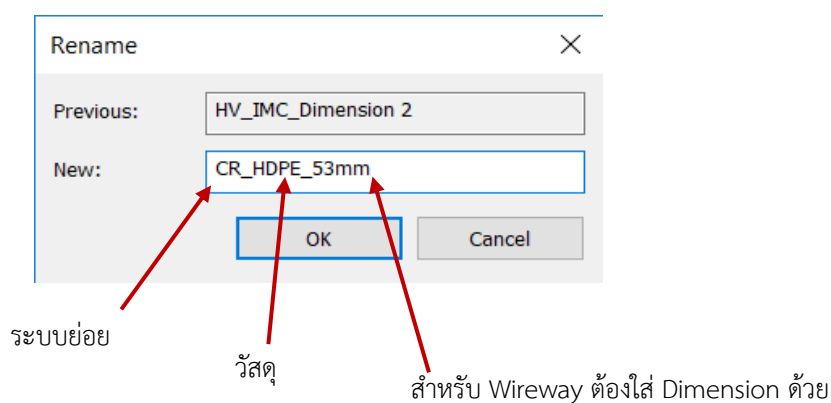 Rename
Previous: HV_IMC_Dimension 2
New: CR_HDPE_53mm
OK Cancel
ระบบย่อย
วัสดุ
สำหรับ Wireway ต้องใส่ Dimension ด้วย